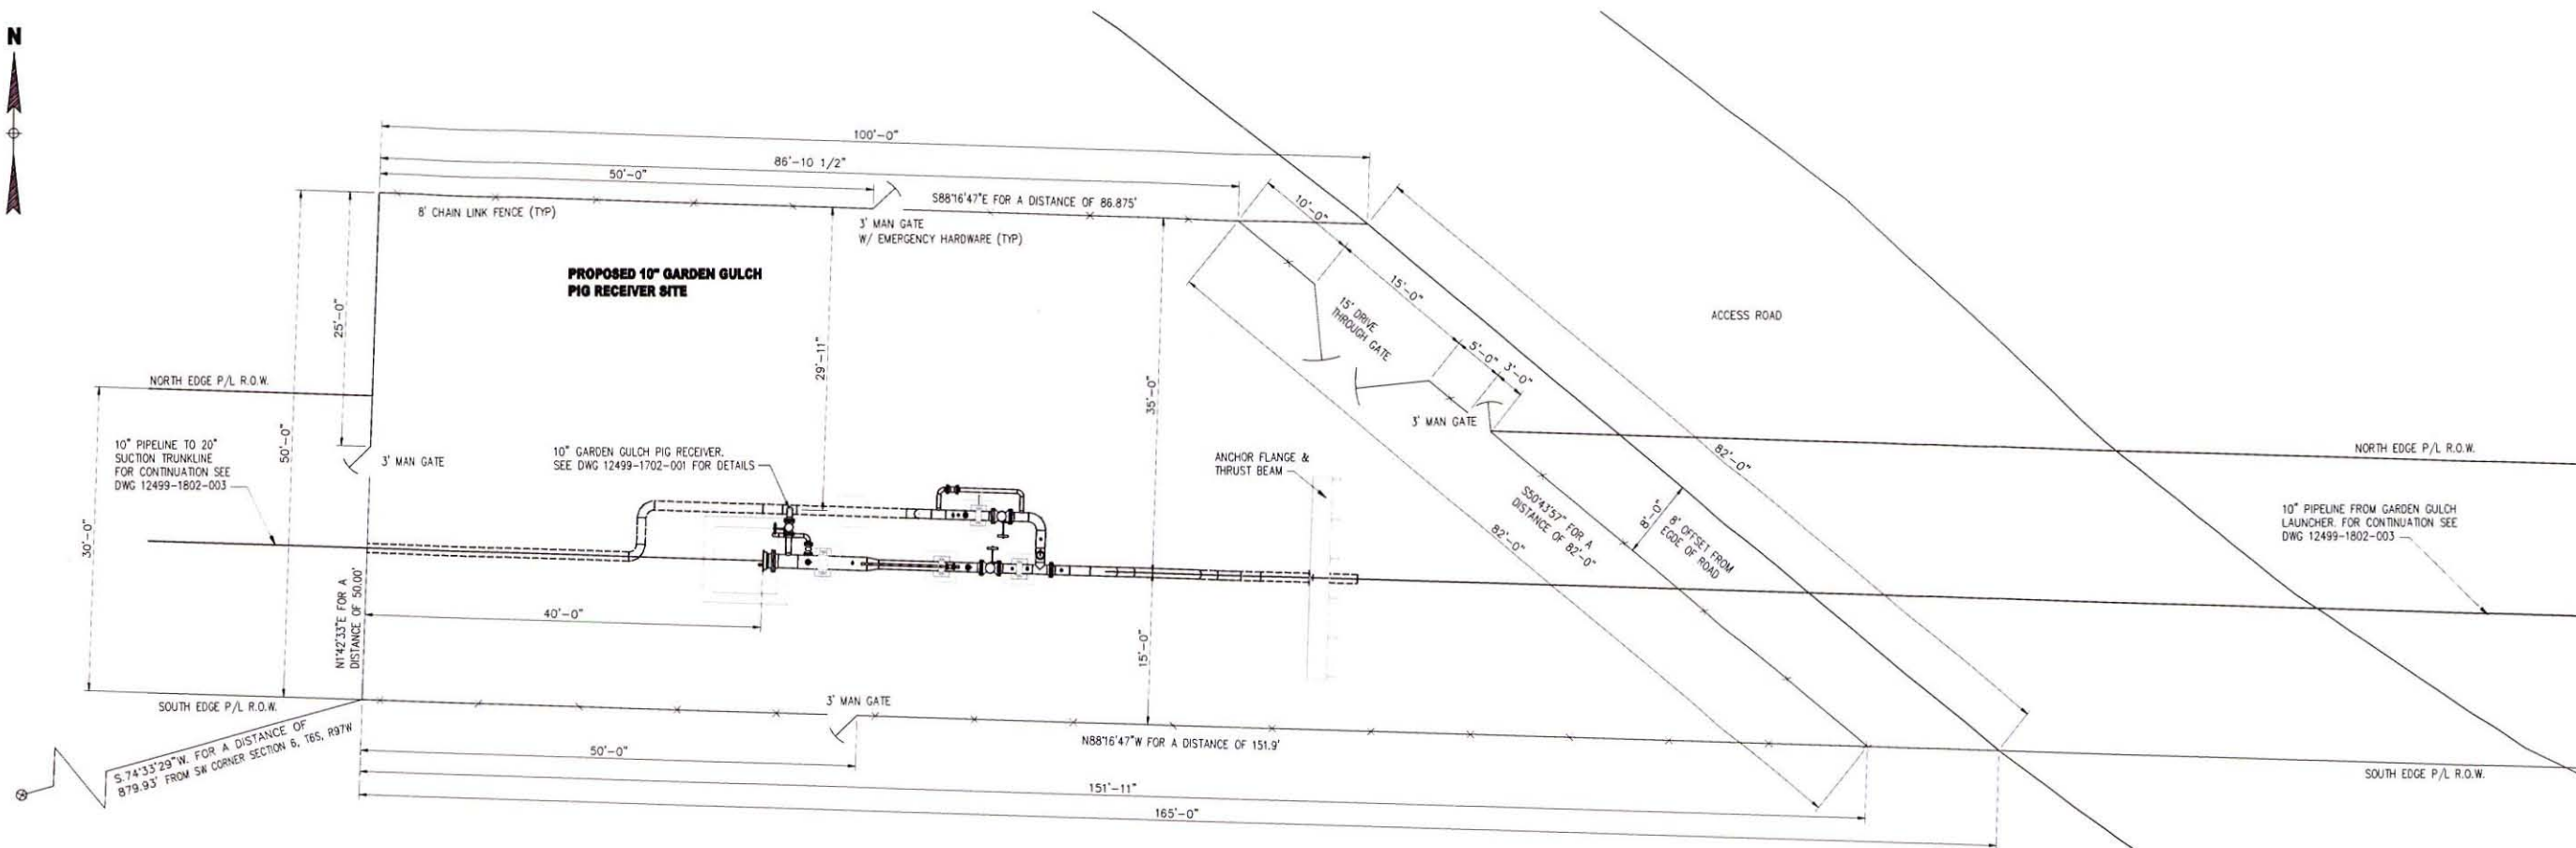 N
100'-0"
86'-10 1/2"
50'-0"
S88°16'47"E FOR A DISTANCE OF 86.875'
8' CHAIN LINK FENCE (TYP)
3' MAN GATE
W/ EMERGENCY HARDWARE (TYP)
10'-0"
PROPOSED 10" GARDEN GULCH
PIG RECEIVER SITE
15'-0"
15' DRIVE
THROUGH GATE
ACCESS ROAD
25'-0"
29'-11"
35'-0"
5'-0"
3'-0"
NORTH EDGE P/L R.O.W.
3' MAN GATE
50'-0"
10" PIPELINE TO 20"
SUCTION TRUNKLINE
FOR CONTINUATION SEE
DWG 12499-1802-003
3' MAN GATE
10" GARDEN GULCH PIG RECEIVER.
SEE DWG 12499-1702-001 FOR DETAILS
ANCHOR FLANGE &
THRUST BEAM
82'-0"
NORTH EDGE P/L R.O.W.
S50°43'57" FOR A
DISTANCE OF 82'-0"
82'-0"
8'-0"
8' OFFSET FROM
EGDE OF ROAD
10" PIPELINE FROM GARDEN GULCH
LAUNCHER. FOR CONTINUATION SEE
DWG 12499-1802-003
30'-0"
N1°42'33"E FOR A
DISTANCE OF 50.00'
40'-0"
15'-0"
SOUTH EDGE P/L R.O.W.
3' MAN GATE
S.74°33'29"W. FOR A DISTANCE OF
879.93' FROM SW CORNER SECTION 6, T6S, R97W
50'-0"
N88°16'47"W FOR A DISTANCE OF 151.9'
SOUTH EDGE P/L R.O.W.
151'-11"
165'-0"